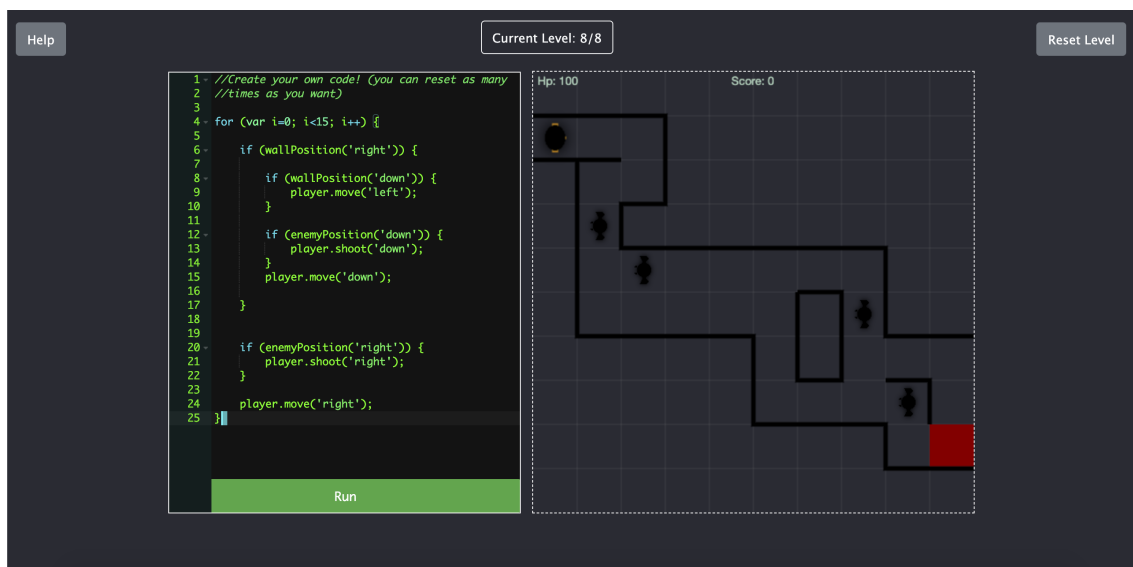 Help
Current Level: 8/8
Reset Level
1 //Create your own code! (you can reset as many
2 //times as you want)
3
4 for (var i=0; i<15; i++) {
5
6     if (wallPosition('right')) {
7
8         if (wallPosition('down')) {
9             player.move('left');
10         }
11
12         if (enemyPosition('down')) {
13             player.shoot('down');
14         }
15         player.move('down');
16
17     }
18
19
20     if (enemyPosition('right')) {
21         player.shoot('right');
22     }
23
24     player.move('right');
25 }
Run
Hp: 100
Score: 0